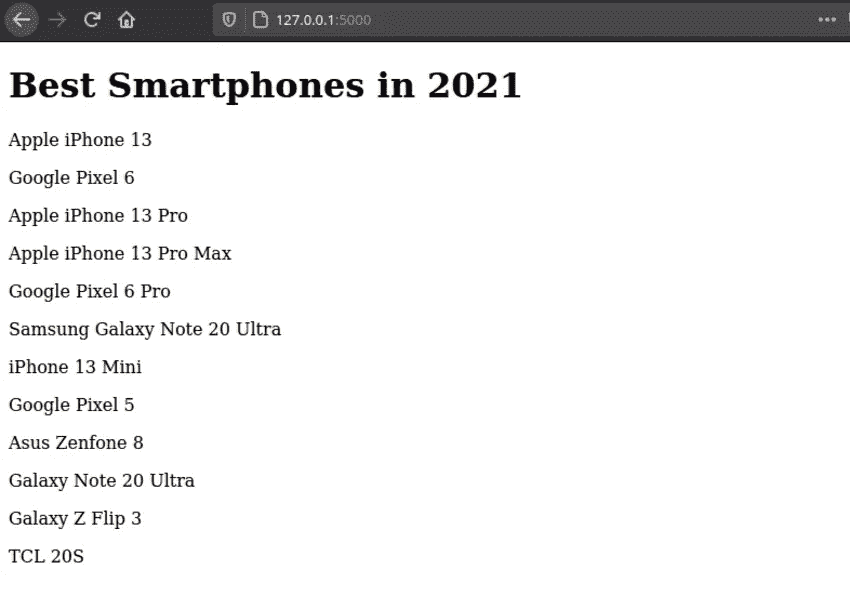 127.0.0.1:5000
Best Smartphones in 2021
Apple iPhone 13
Google Pixel 6
Apple iPhone 13 Pro
Apple iPhone 13 Pro Max
Google Pixel 6 Pro
Samsung Galaxy Note 20 Ultra
iPhone 13 Mini
Google Pixel 5
Asus Zenfone 8
Galaxy Note 20 Ultra
Galaxy Z Flip 3
TCL 20S